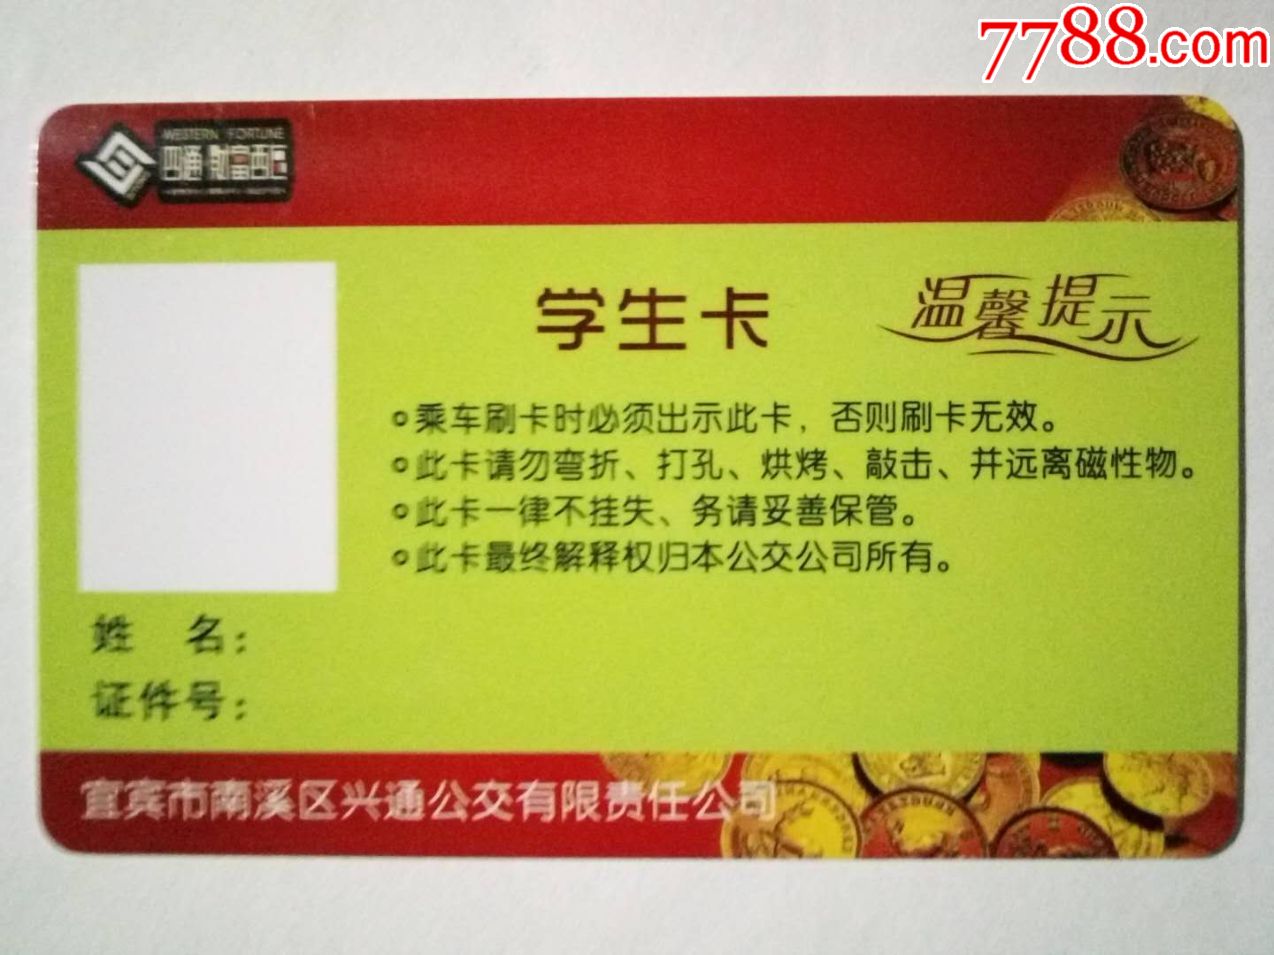 7788.com
WESTERN FORTUNE
四通·财富西区
学生卡
温馨提示
乘车刷卡时必须出示此卡，否则刷卡无效。
此卡请勿弯折、打孔、烘烤、敲击、并远离磁性物。
此卡一律不挂失、务请妥善保管。
此卡最终解释权归本公交公司所有。
姓 名：
证件号：
宜宾市南溪区兴通公交有限责任公司